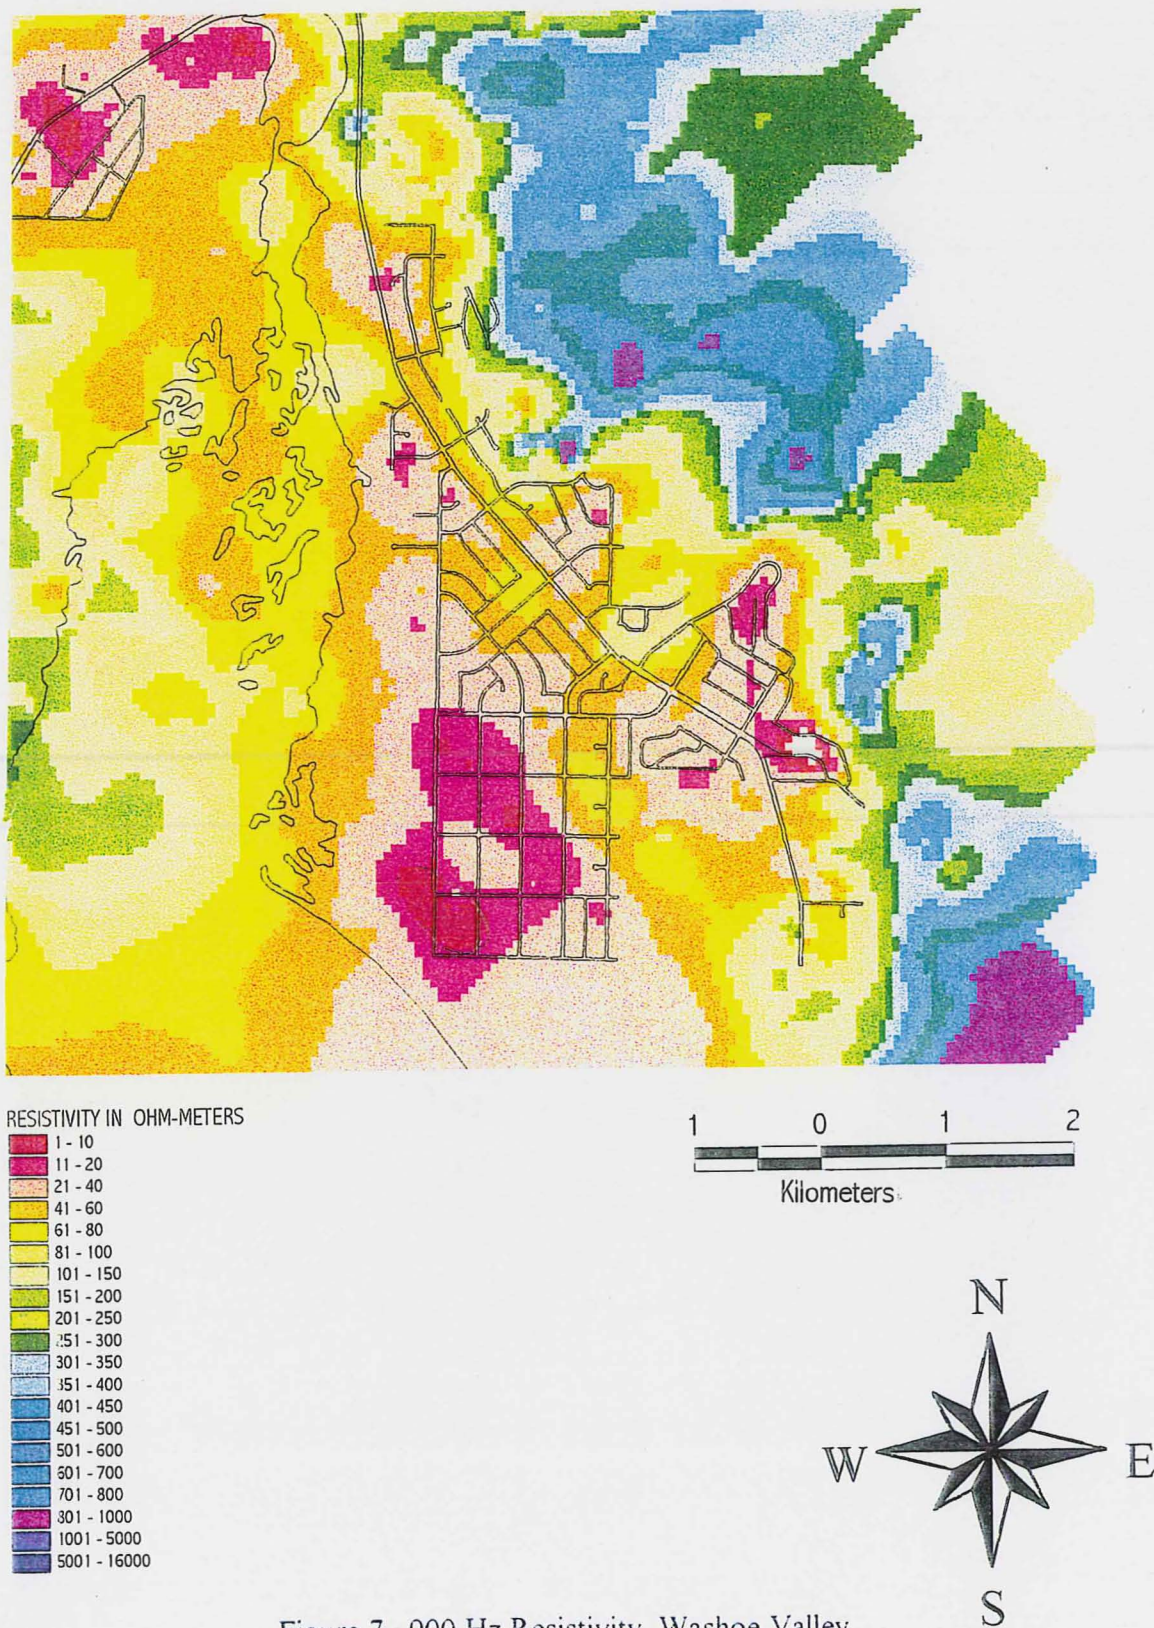 RESISTIVITY IN OHM-METERS
1 - 10
11 - 20
21 - 40
41 - 60
61 - 80
81 - 100
101 - 150
151 - 200
201 - 250
251 - 300
301 - 350
351 - 400
401 - 450
451 - 500
501 - 600
601 - 700
701 - 800
801 - 1000
1001 - 5000
5001 - 16000
1 0 1 2
Kilometers
N
W E
S
Figure 7. 900 Hz Resistivity, Washoe Valley